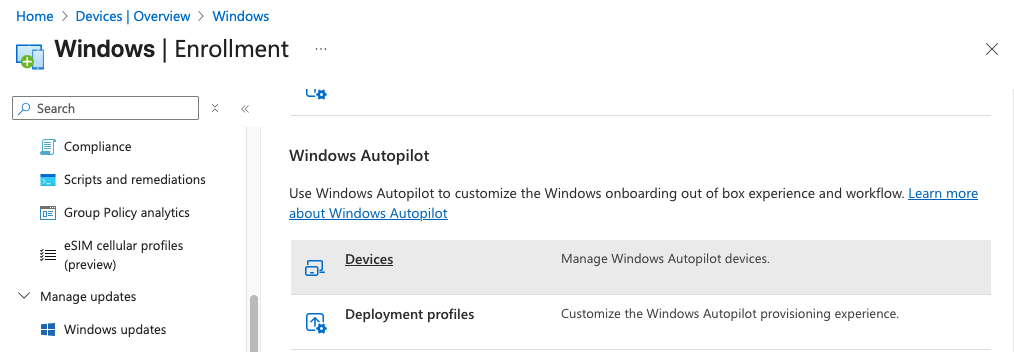 Home > Devices | Overview > Windows
Windows | Enrollment ...
Search
Compliance
Scripts and remediations
Group Policy analytics
eSIM cellular profiles
(preview)
Manage updates
Windows updates
Windows Autopilot
Use Windows Autopilot to customize the Windows onboarding out of box experience and workflow. Learn more
about Windows Autopilot
Devices Manage Windows Autopilot devices.
Deployment profiles Customize the Windows Autopilot provisioning experience.